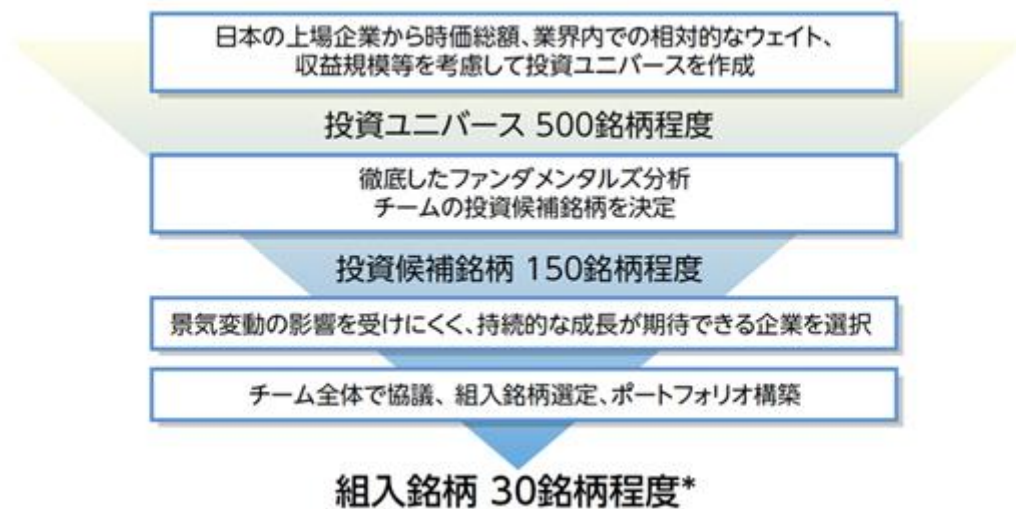 日本の上場企業から時価総額、業界内での相対的なウェイト、
収益規模等を考慮して投資ユニバースを作成
投資ユニバース 500銘柄程度
徹底したファンダメンタルズ分析
チームの投資候補銘柄を決定
投資候補銘柄 150銘柄程度
景気変動の影響を受けにくく、持続的な成長が期待できる企業を選択
チーム全体で協議、組入銘柄選定、ポートフォリオ構築
組入銘柄 30銘柄程度*